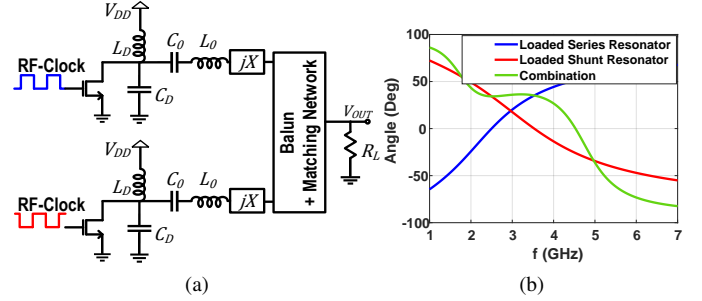 V_DD
L_D
C_0
L_0
jX
RF-Clock
C_D
Balun
+ Matching Network
V_OUT
R_L
V_DD
L_D
C_0
L_0
jX
RF-Clock
C_D
(a)
100
50
0
-50
-100
Angle (Deg)
Loaded Series Resonator
Loaded Shunt Resonator
Combination
1 2 3 4 5 6 7
f (GHz)
(b)